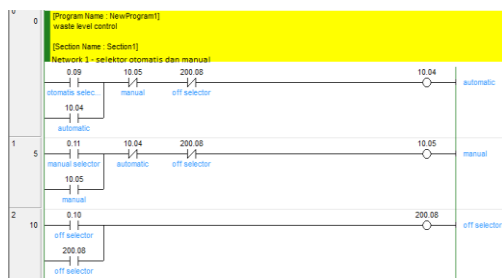 0
0
[Program Name : NewProgram1]
waste level control
[Section Name : Section1]
Network 1 - selektor otomatis dan manual
0.09 10.05 200.08 10.04
otomatis selec... manual off selector automatic
10.04
automatic
1
5
0.11 10.04 200.08 10.05
manual selector automatic off selector manual
10.05
manual
2
10
0.10 200.08
off selector off selector
200.08
off selector